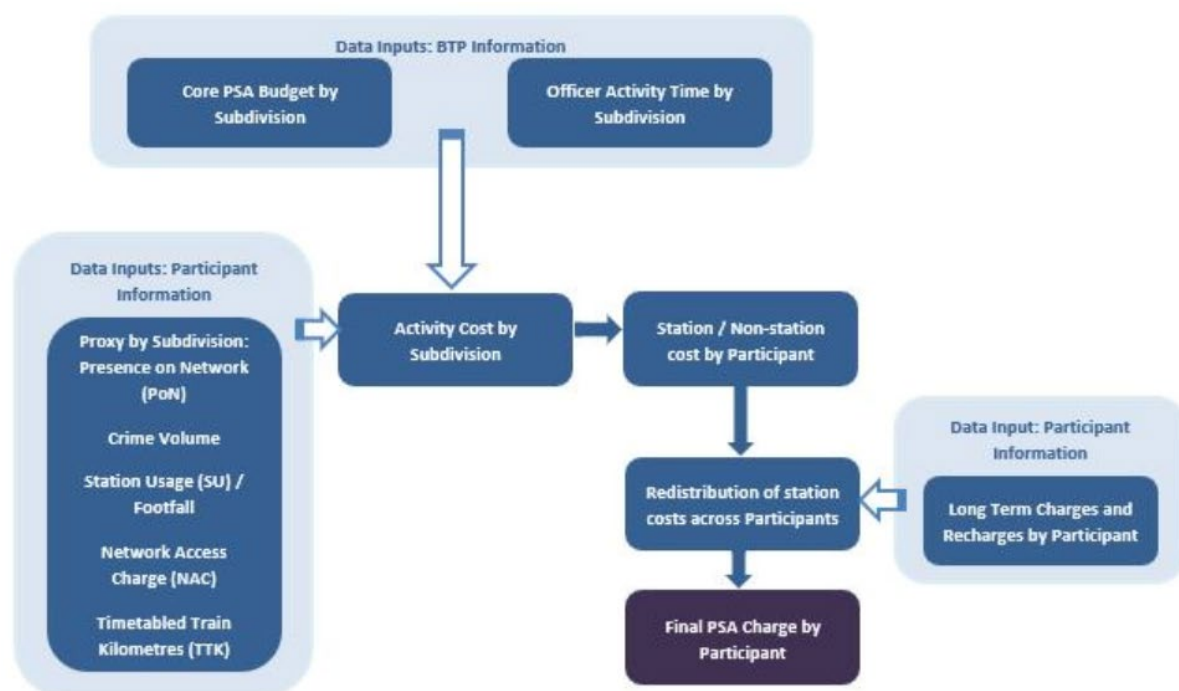 Data Inputs: BTP Information
Core PSA Budget by
Subdivision
Officer Activity Time by
Subdivision
Data Inputs: Participant
Information
Proxy by Subdivision:
Presence on Network
(PoN)
Crime Volume
Station Usage (SU) /
Footfall
Network Access
Charge (NAC)
Timetabled Train
Kilometres (TTK)
Activity Cost by
Subdivision
Station / Non-station
cost by Participant
Data Input: Participant
Information
Long Term Charges and
Recharges by Participant
Redistribution of station
costs across Participants
Final PSA Charge by
Participant